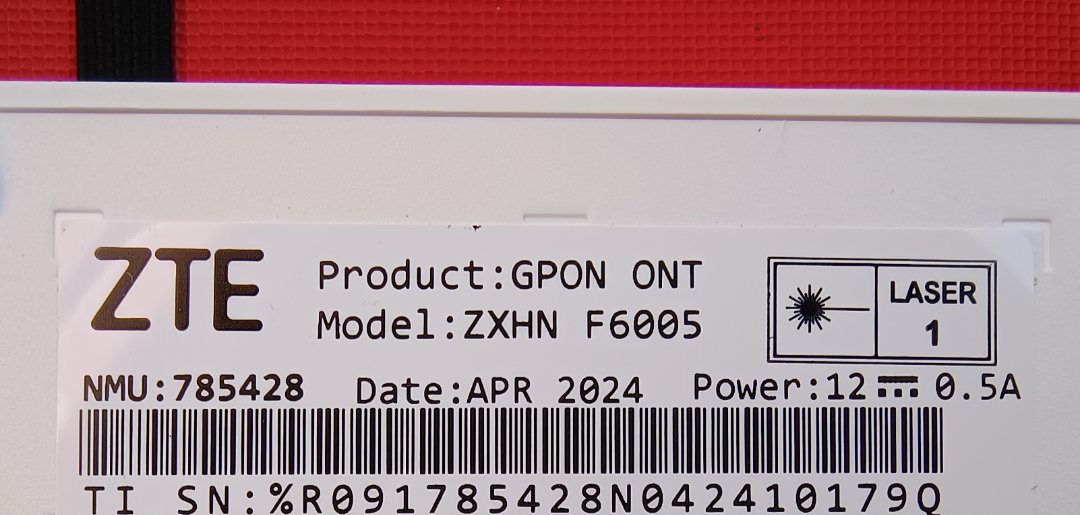 ZTE
Product:GPON ONT
Model:ZXHN F6005
LASER
1
NMU:785428 Date:APR 2024 Power:12 ⎓ 0.5A
TI SN:%R091785428N042410179Q